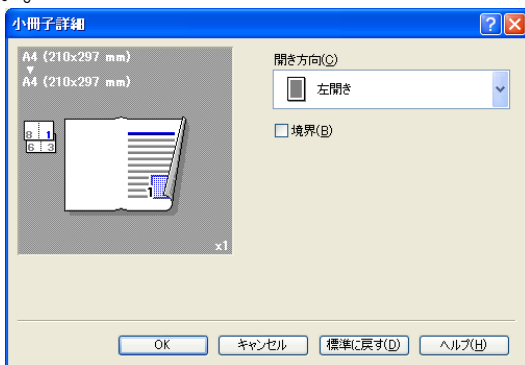 小冊子詳細
A4 (210x297 mm)
A4 (210x297 mm)
8 1
6 3
1
x1
開き方向(C)
左開き
境界(B)
OK
キャンセル
標準に戻す(D)
ヘルプ(H)